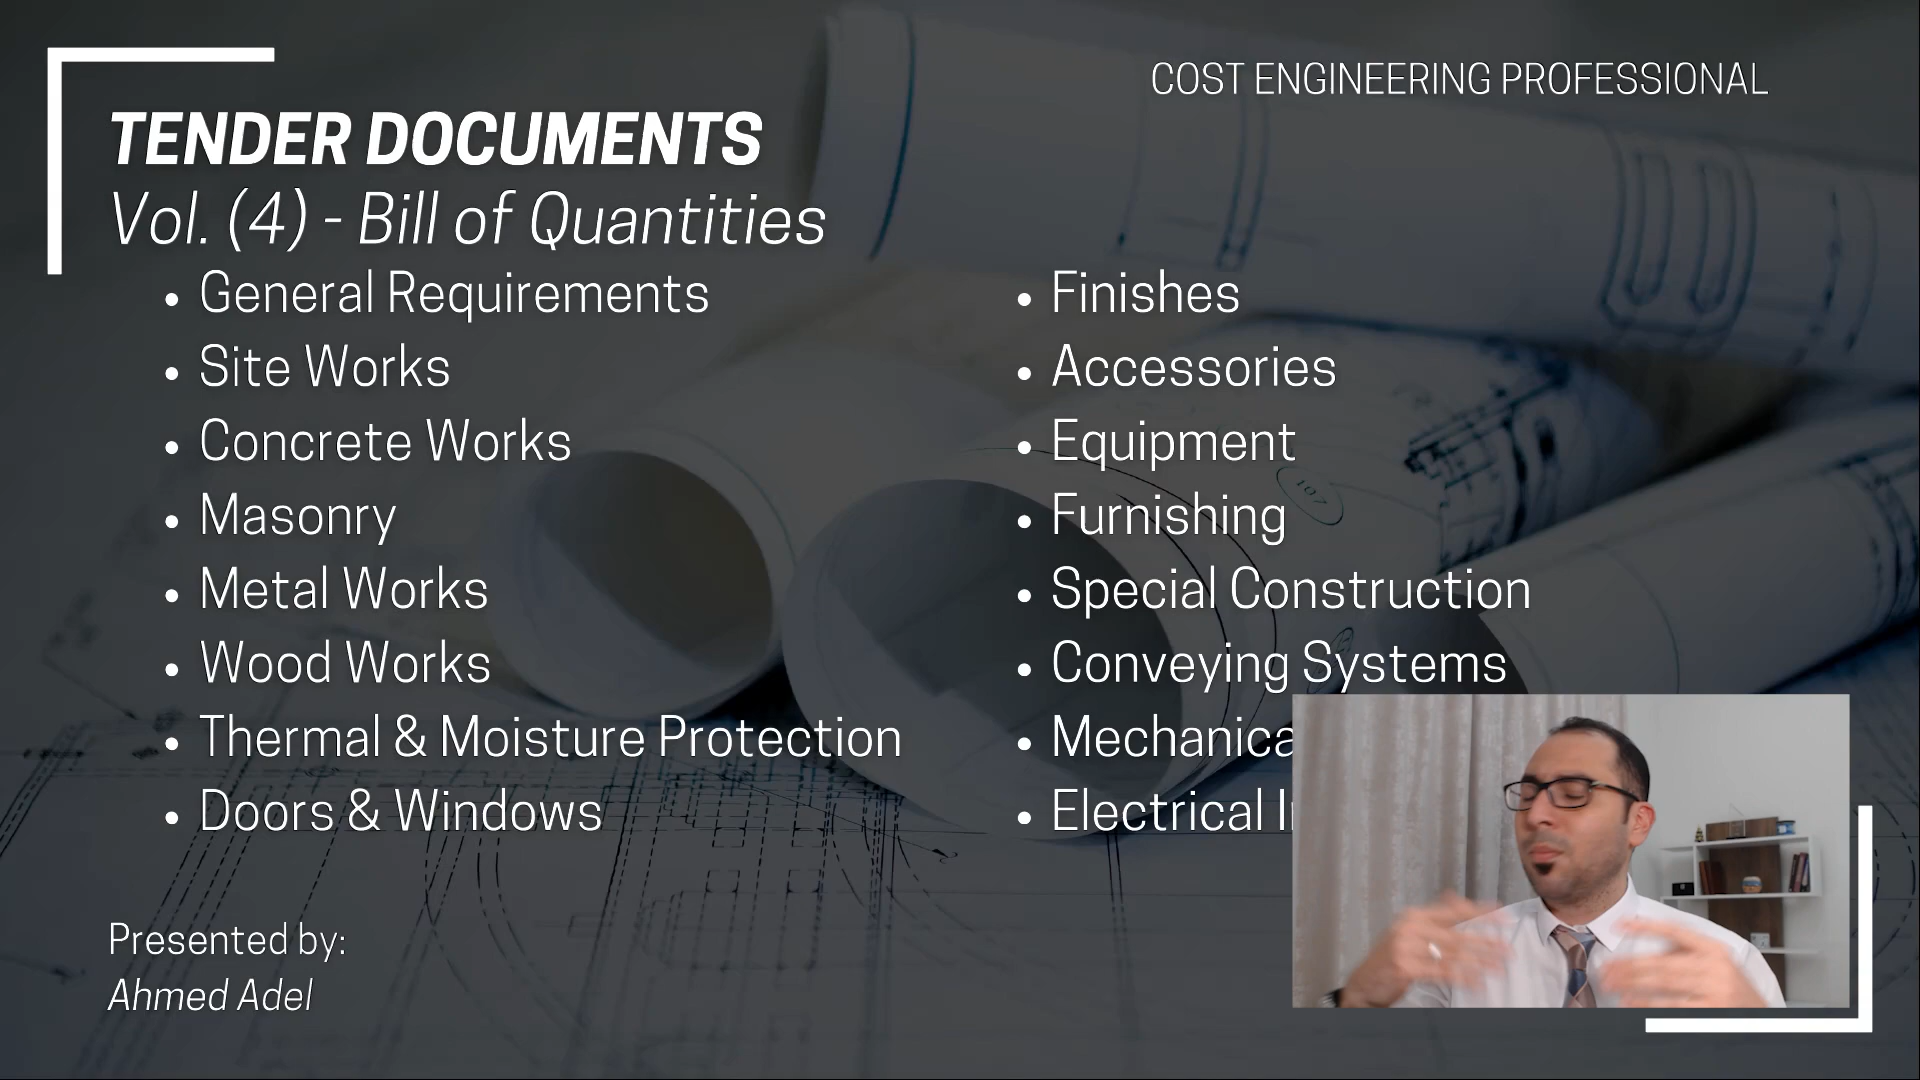 COST ENGINEERING PROFESSIONAL
TENDER DOCUMENTS
Vol. (4) - Bill of Quantities
• General Requirements
• Site Works
• Concrete Works
• Masonry
• Metal Works
• Wood Works
• Thermal & Moisture Protection
• Doors & Windows
• Finishes
• Accessories
• Equipment
• Furnishing
• Special Construction
• Conveying Systems
• Mechanica
• Electrical
Presented by:
Ahmed Adel